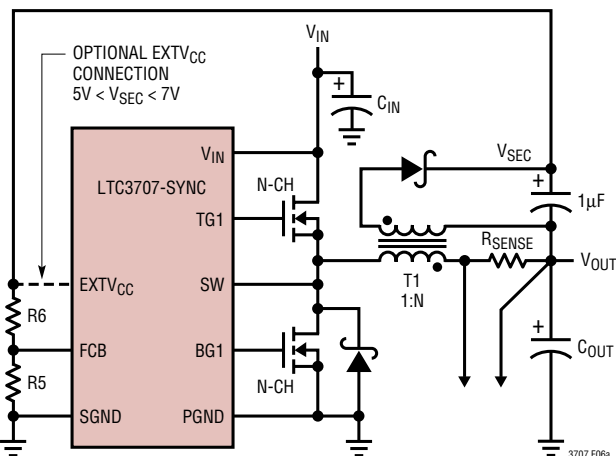 OPTIONAL EXTVCC
CONNECTION
5V < VSEC < 7V
VIN
+
CIN
VIN
LTC3707-SYNC
N-CH
TG1
VSEC
+
1µF
RSENSE
VOUT
T1
1:N
EXTVCC
SW
R6
FCB
BG1
+
COUT
R5
N-CH
SGND
PGND
3707 F06a